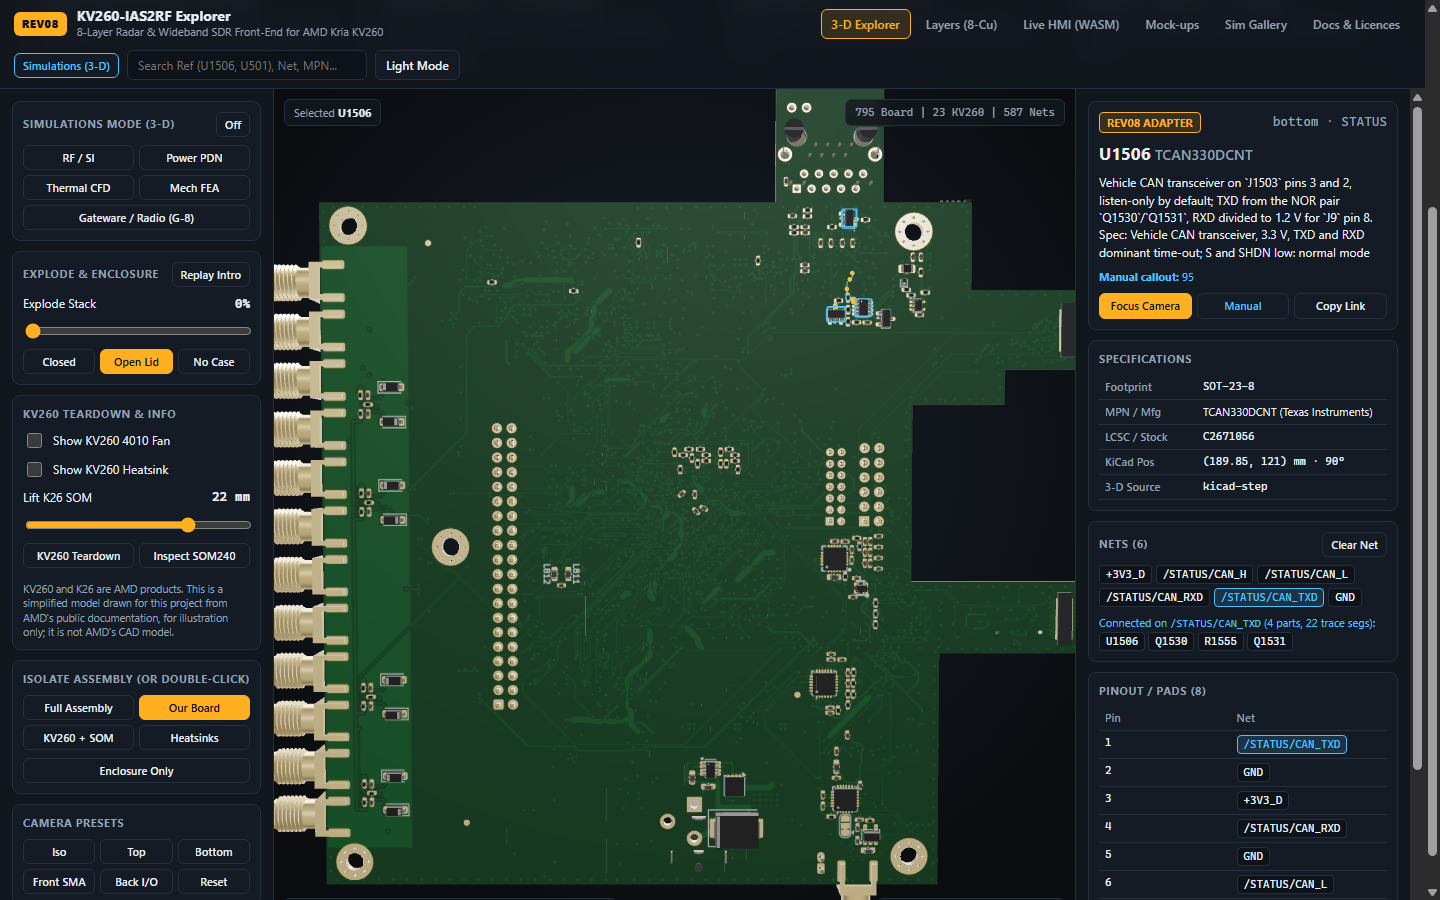 REV08
KV260-IAS2RF Explorer
8-Layer Radar & Wideband SDR Front-End for AMD Kria KV260
3-D Explorer
Layers (8-Cu)
Live HMI (WASM)
Mock-ups
Sim Gallery
Docs & Licences
Simulations (3-D)
Search Ref (U1506, U501), Net, MPN...
Light Mode
SIMULATIONS MODE (3-D)
Off
RF / SI
Power PDN
Thermal CFD
Mech FEA
Gateware / Radio (G-8)
EXPLODE & ENCLOSURE
Replay Intro
Explode Stack
0%
Closed
Open Lid
No Case
KV260 TEARDOWN & INFO
Show KV260 4010 Fan
Show KV260 Heatsink
Lift K26 SOM
22 mm
KV260 Teardown
Inspect SOM240
KV260 and K26 are AMD products. This is a
simplified model drawn for this project from
AMD's public documentation, for illustration
only; it is not AMD's CAD model.
ISOLATE ASSEMBLY (OR DOUBLE-CLICK)
Full Assembly
Our Board
KV260 + SOM
Heatsinks
Enclosure Only
CAMERA PRESETS
Iso
Top
Bottom
Front SMA
Back I/O
Reset
Selected U1506
795 Board | 23 KV260 | 587 Nets
L812
L811
REV08 ADAPTER
bottom · STATUS
U1506 TCAN330DCNT
Vehicle CAN transceiver on `J1503` pins 3 and 2,
listen-only by default; TXD from the NOR pair
`Q1530`/`Q1531`, RXD divided to 1.2 V for `J9` pin 8.
Spec: Vehicle CAN transceiver, 3.3 V, TXD and RXD
dominant time-out; S and SHDN low: normal mode
Manual callout: 95
Focus Camera
Manual
Copy Link
SPECIFICATIONS
Footprint
SOT-23-8
MPN / Mfg
TCAN330DCNT (Texas Instruments)
LCSC / Stock
C2671056
KiCad Pos
(189.85, 121) mm · 90°
3-D Source
kicad-step
NETS (6)
Clear Net
+3V3_D
/STATUS/CAN_H
/STATUS/CAN_L
/STATUS/CAN_RXD
/STATUS/CAN_TXD
GND
Connected on /STATUS/CAN_TXD (4 parts, 22 trace segs):
U1506
Q1530
R1555
Q1531
PINOUT / PADS (8)
Pin
Net
1
/STATUS/CAN_TXD
2
GND
3
+3V3_D
4
/STATUS/CAN_RXD
5
GND
6
/STATUS/CAN_L